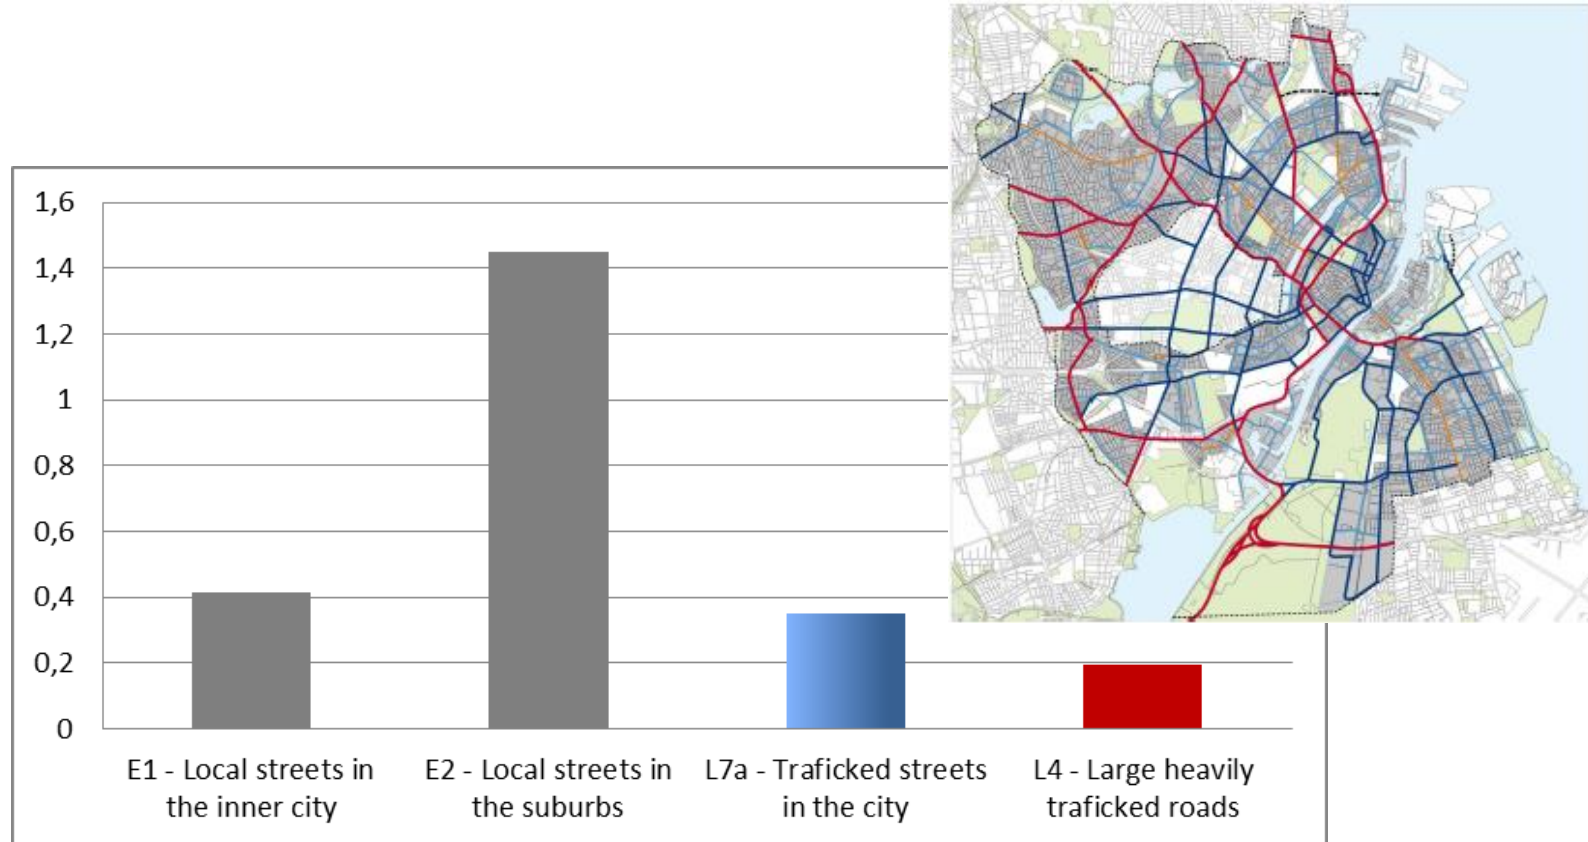 1,6
1,4
1,2
1
0,8
0,6
0,4
0,2
0
E1 - Local streets in
the inner city
E2 - Local streets in
the suburbs
L7a - Traficked streets
in the city
L4 - Large heavily
traficked roads